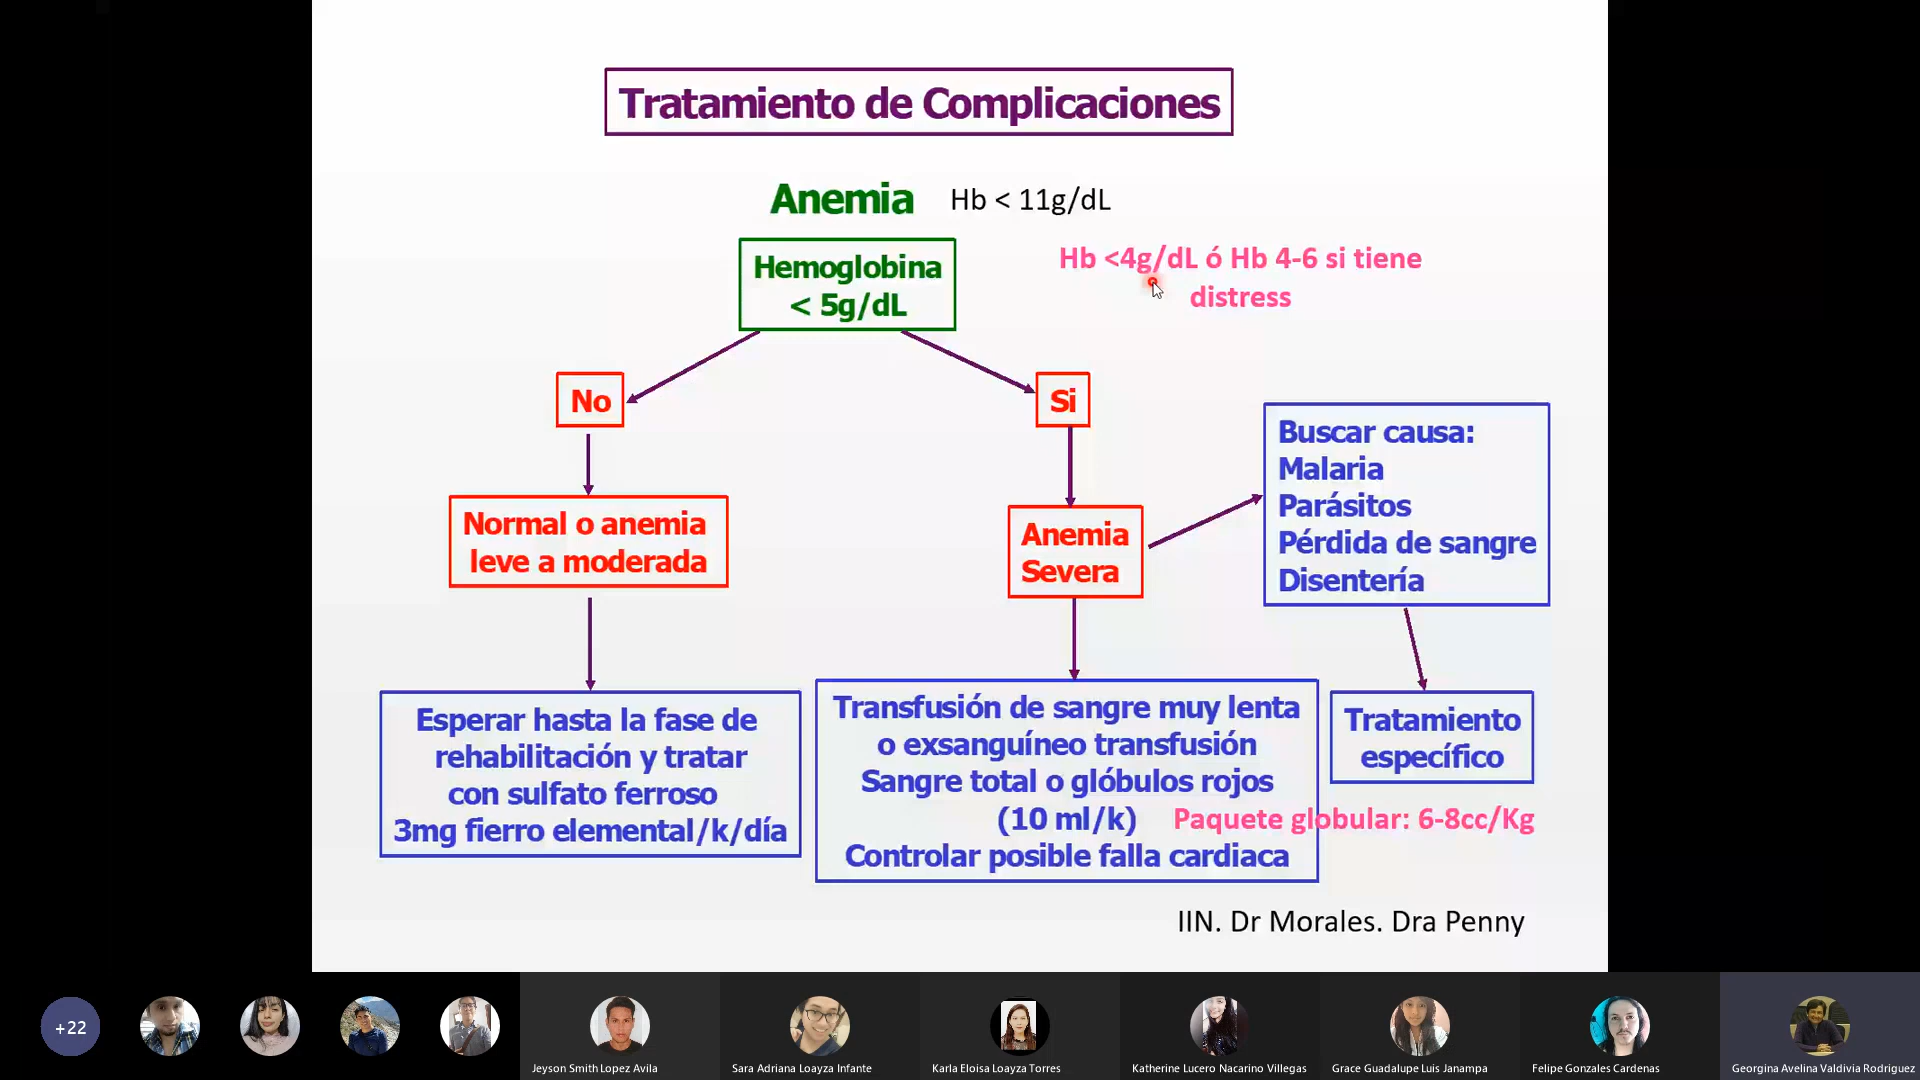 Tratamiento de Complicaciones
Anemia Hb < 11g/dL
Hemoglobina
< 5g/dL
Hb <4g/dL ó Hb 4-6 si tiene
distress
No
Si
Buscar causa:
Malaria
Parásitos
Pérdida de sangre
Disentería
Normal o anemia
leve a moderada
Anemia
Severa
Esperar hasta la fase de
rehabilitación y tratar
con sulfato ferroso
3mg fierro elemental/k/día
Transfusión de sangre muy lenta
o exsanguíneo transfusión
Sangre total o glóbulos rojos
(10 ml/k)
Controlar posible falla cardiaca
Tratamiento
específico
Paquete globular: 6-8cc/Kg
IIN. Dr Morales. Dra Penny
+22
Jeyson Smith Lopez Avila
Sara Adriana Loayza Infante
Karla Eloisa Loayza Torres
Katherine Lucero Nacarino Villegas
Grace Guadalupe Luis Janampa
Felipe Gonzales Cardenas
Georgina Avelina Valdivia Rodriguez